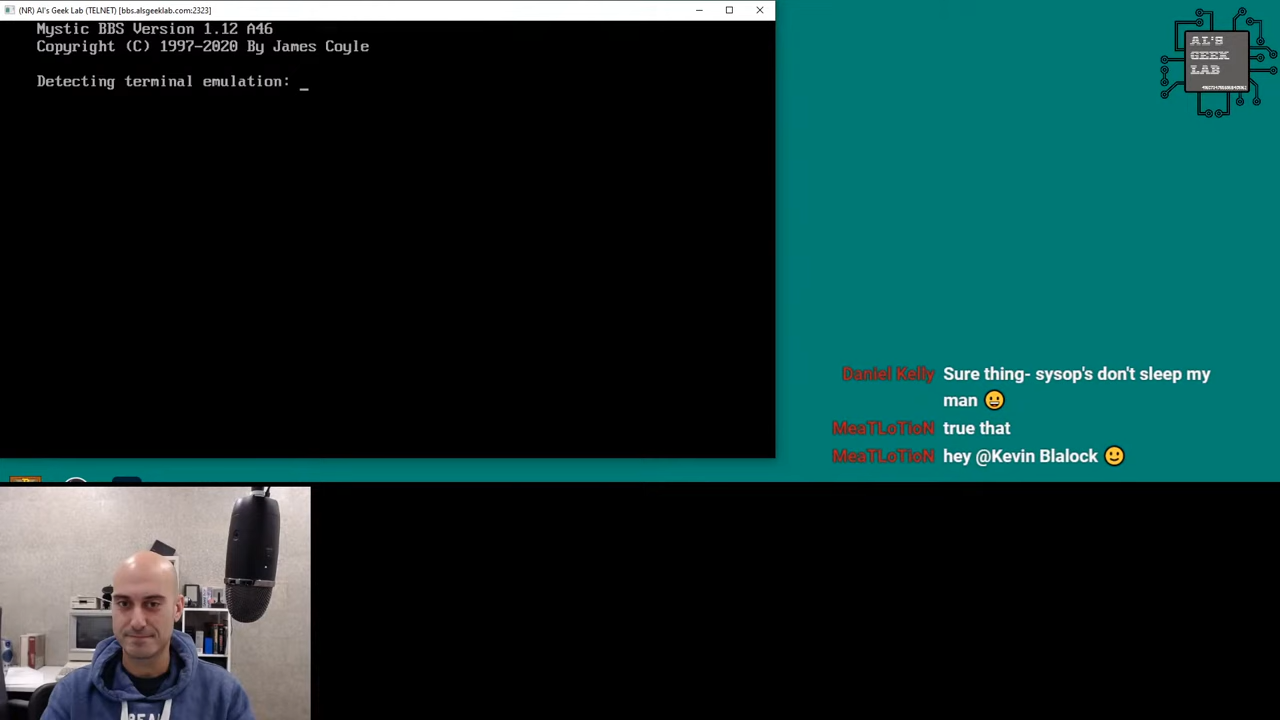 (NR) Al's Geek Lab (TELNET) [bbs.alsgeeklab.com:2323]
Mystic BBS Version 1.12 A46
Copyright (C) 1997-2020 By James Coyle
Detecting terminal emulation: _
AL'S
GEEK
LAB
Daniel Kelly Sure thing- sysop's don't sleep my
man 😀
MeaTLoTioN true that
MeaTLoTioN hey @Kevin Blalock 🙂